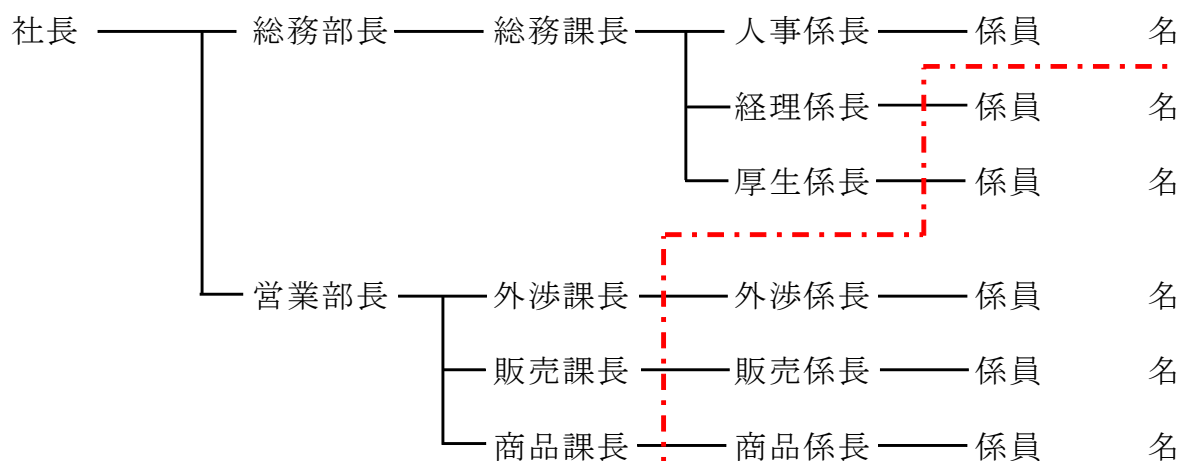 社長 総務部長 総務課長 人事係長 係員 名
経理係長 係員 名
厚生係長 係員 名
営業部長 外渉課長 外渉係長 係員 名
販売課長 販売係長 係員 名
商品課長 商品係長 係員 名